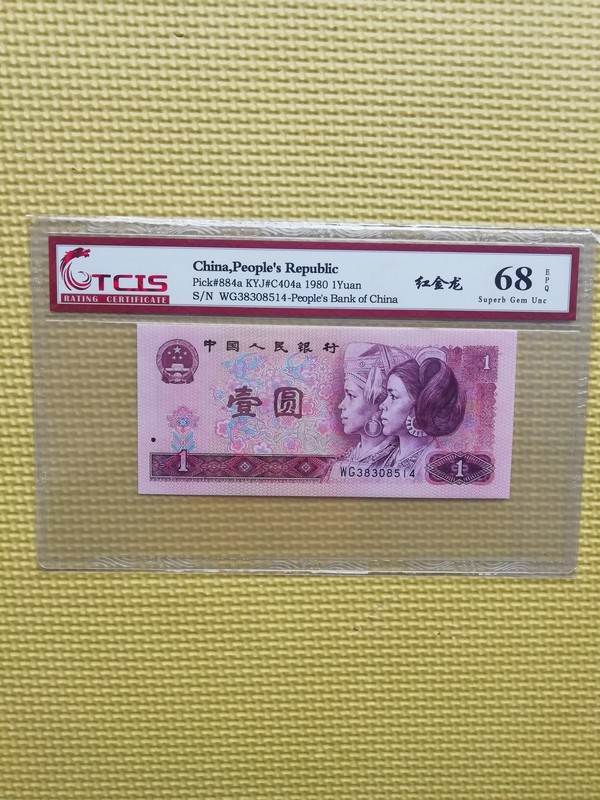 CTCIS
RATING CERTIFICATE
China,People's Republic
Pick#884a KYJ#C404a 1980 1Yuan
S/N WG38308514-People's Bank of China
红金龙
68
EPQ
Superb Gem Unc
中国人民银行
1
壹圆
1
WG38308514
1